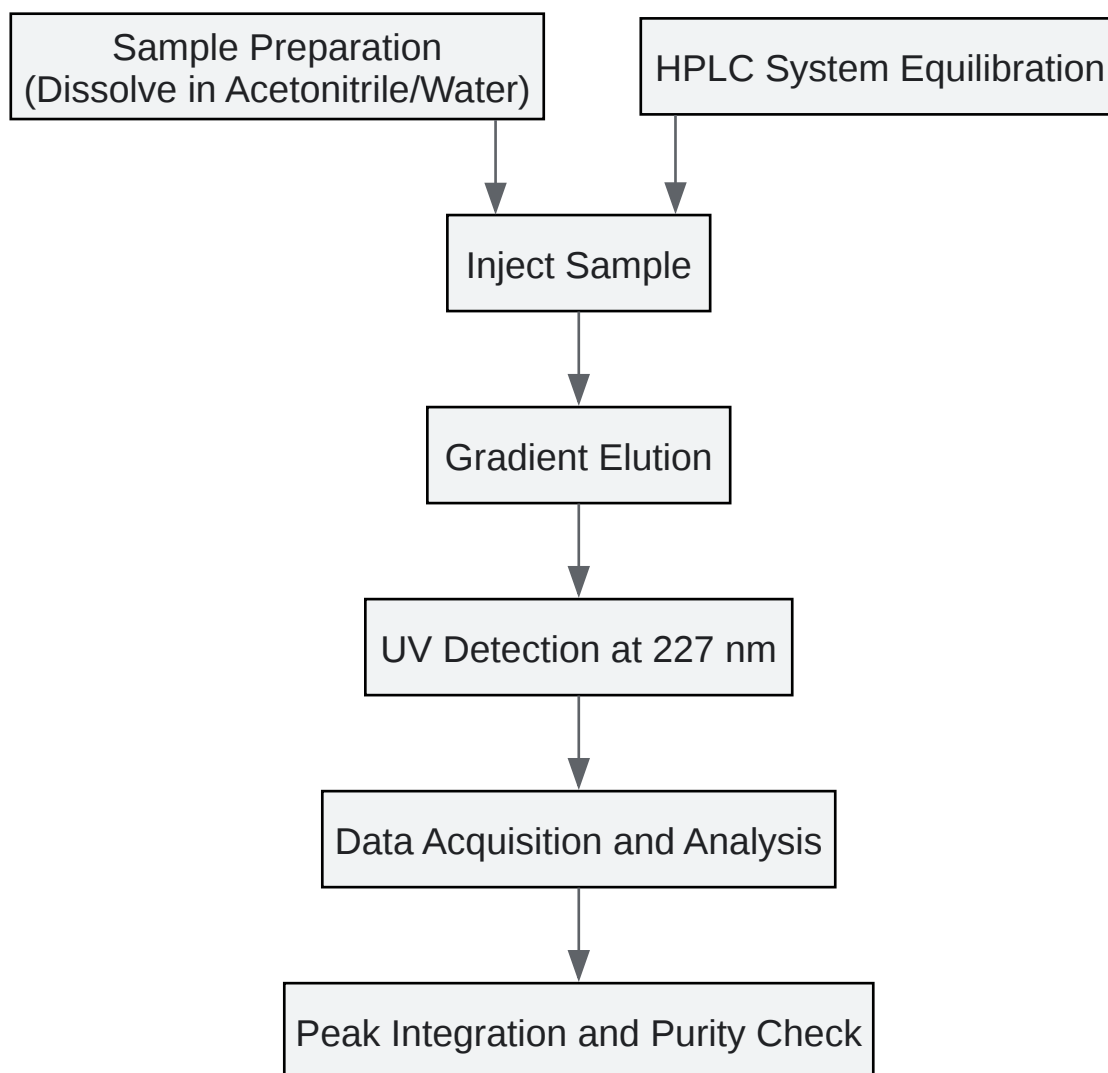 Sample Preparation
(Dissolve in Acetonitrile/Water)
HPLC System Equilibration
Inject Sample
Gradient Elution
UV Detection at 227 nm
Data Acquisition and Analysis
Peak Integration and Purity Check